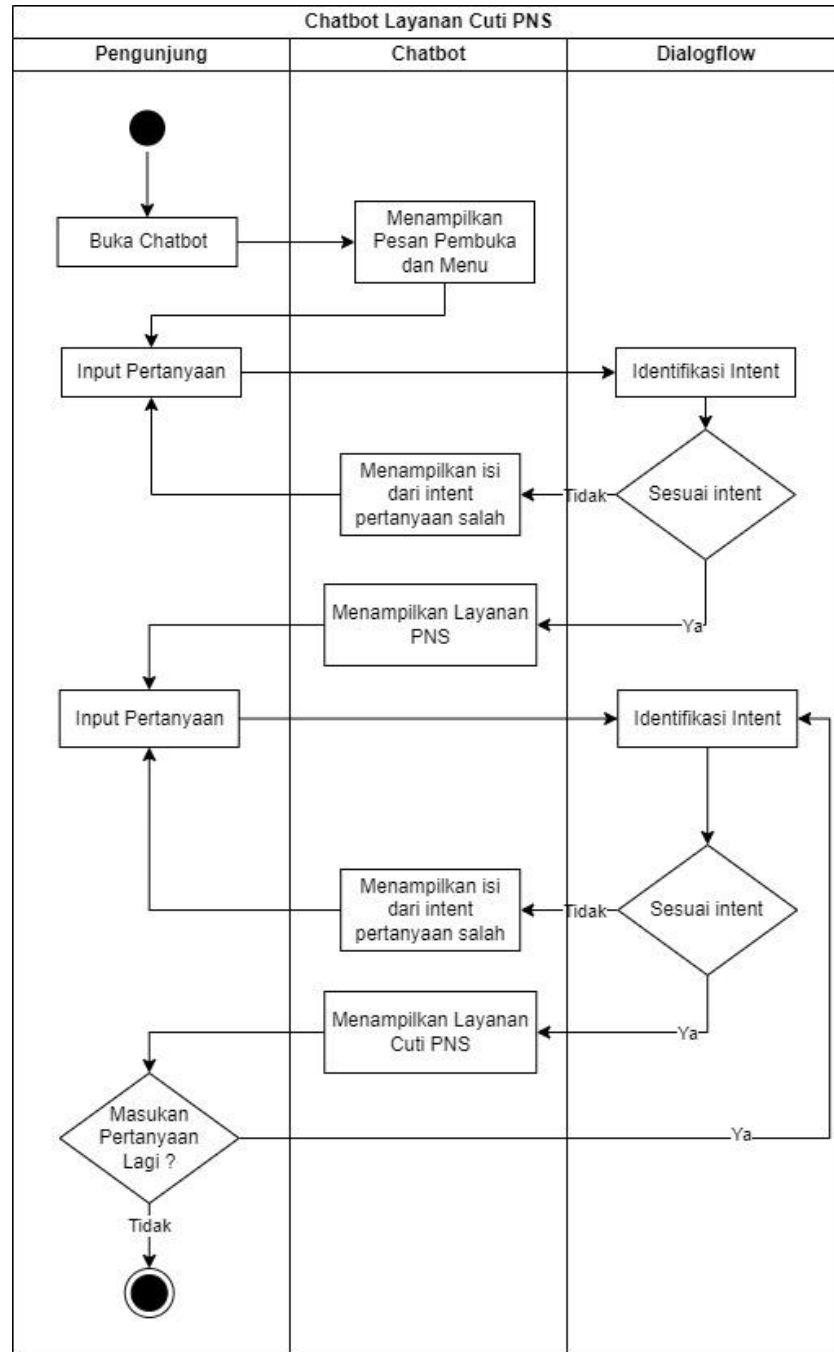 Chatbot Layanan Cuti PNS
Pengunjung
Chatbot
Dialogflow
Buka Chatbot
Menampilkan
Pesan Pembuka
dan Menu
Input Pertanyaan
Identifikasi Intent
Menampilkan isi
dari intent
pertanyaan salah
Tidak
Sesuai intent
Menampilkan Layanan
PNS
Ya
Input Pertanyaan
Identifikasi Intent
Menampilkan isi
dari intent
pertanyaan salah
Tidak
Sesuai intent
Menampilkan Layanan
Cuti PNS
Ya
Masukan
Pertanyaan
Lagi ?
Ya
Tidak